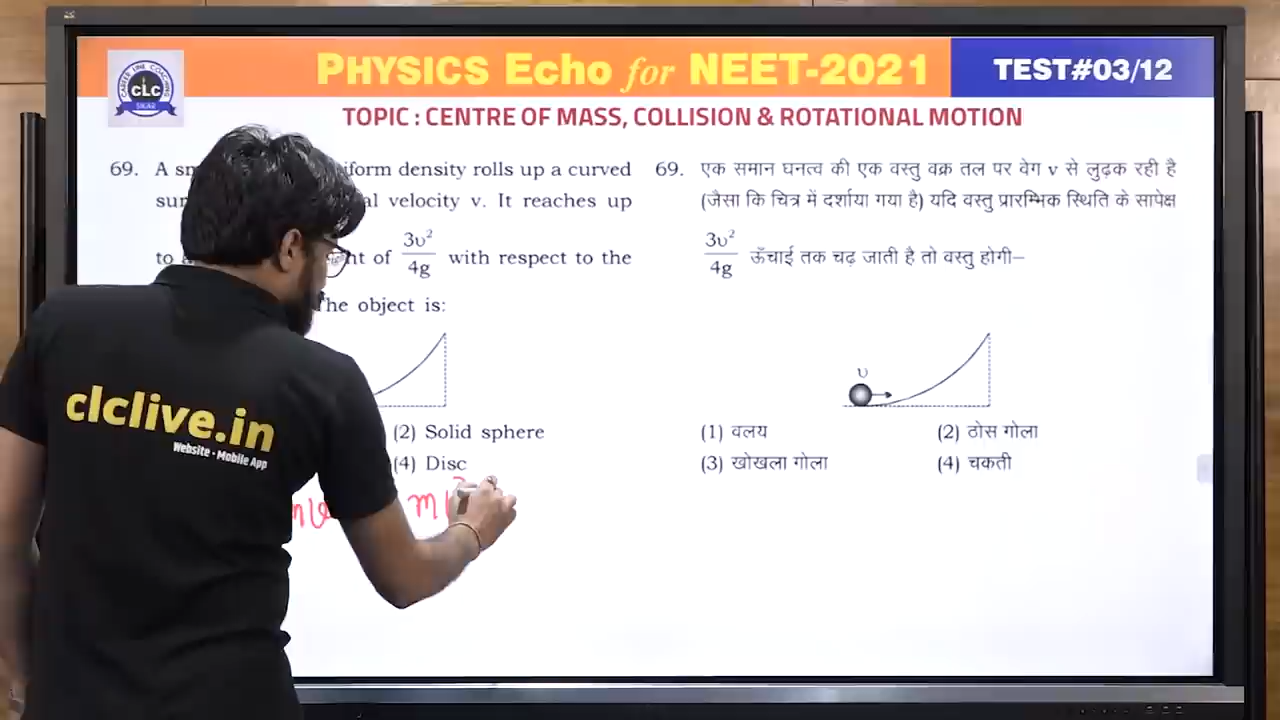 PHYSICS Echo for NEET-2021
TEST#03/12
CLC
SIKAR
TOPIC : CENTRE OF MASS, COLLISION & ROTATIONAL MOTION
69. A density rolls up a curved
velocity v. It reaches up
to of 3υ²/4g with respect to the
The object is:
(2) Solid sphere
(4) Disc
69. एक समान घनत्व की एक वस्तु वक्र तल पर वेग v से लुढ़क रही है
(जैसा कि चित्र में दर्शाया गया है) यदि वस्तु प्रारम्भिक स्थिति के सापेक्ष
3υ²/4g ऊँचाई तक चढ़ जाती है तो वस्तु होगी–
υ
(1) वलय (2) ठोस गोला
(3) खोखला गोला (4) चकती
clclive.in
Website • Mobile App